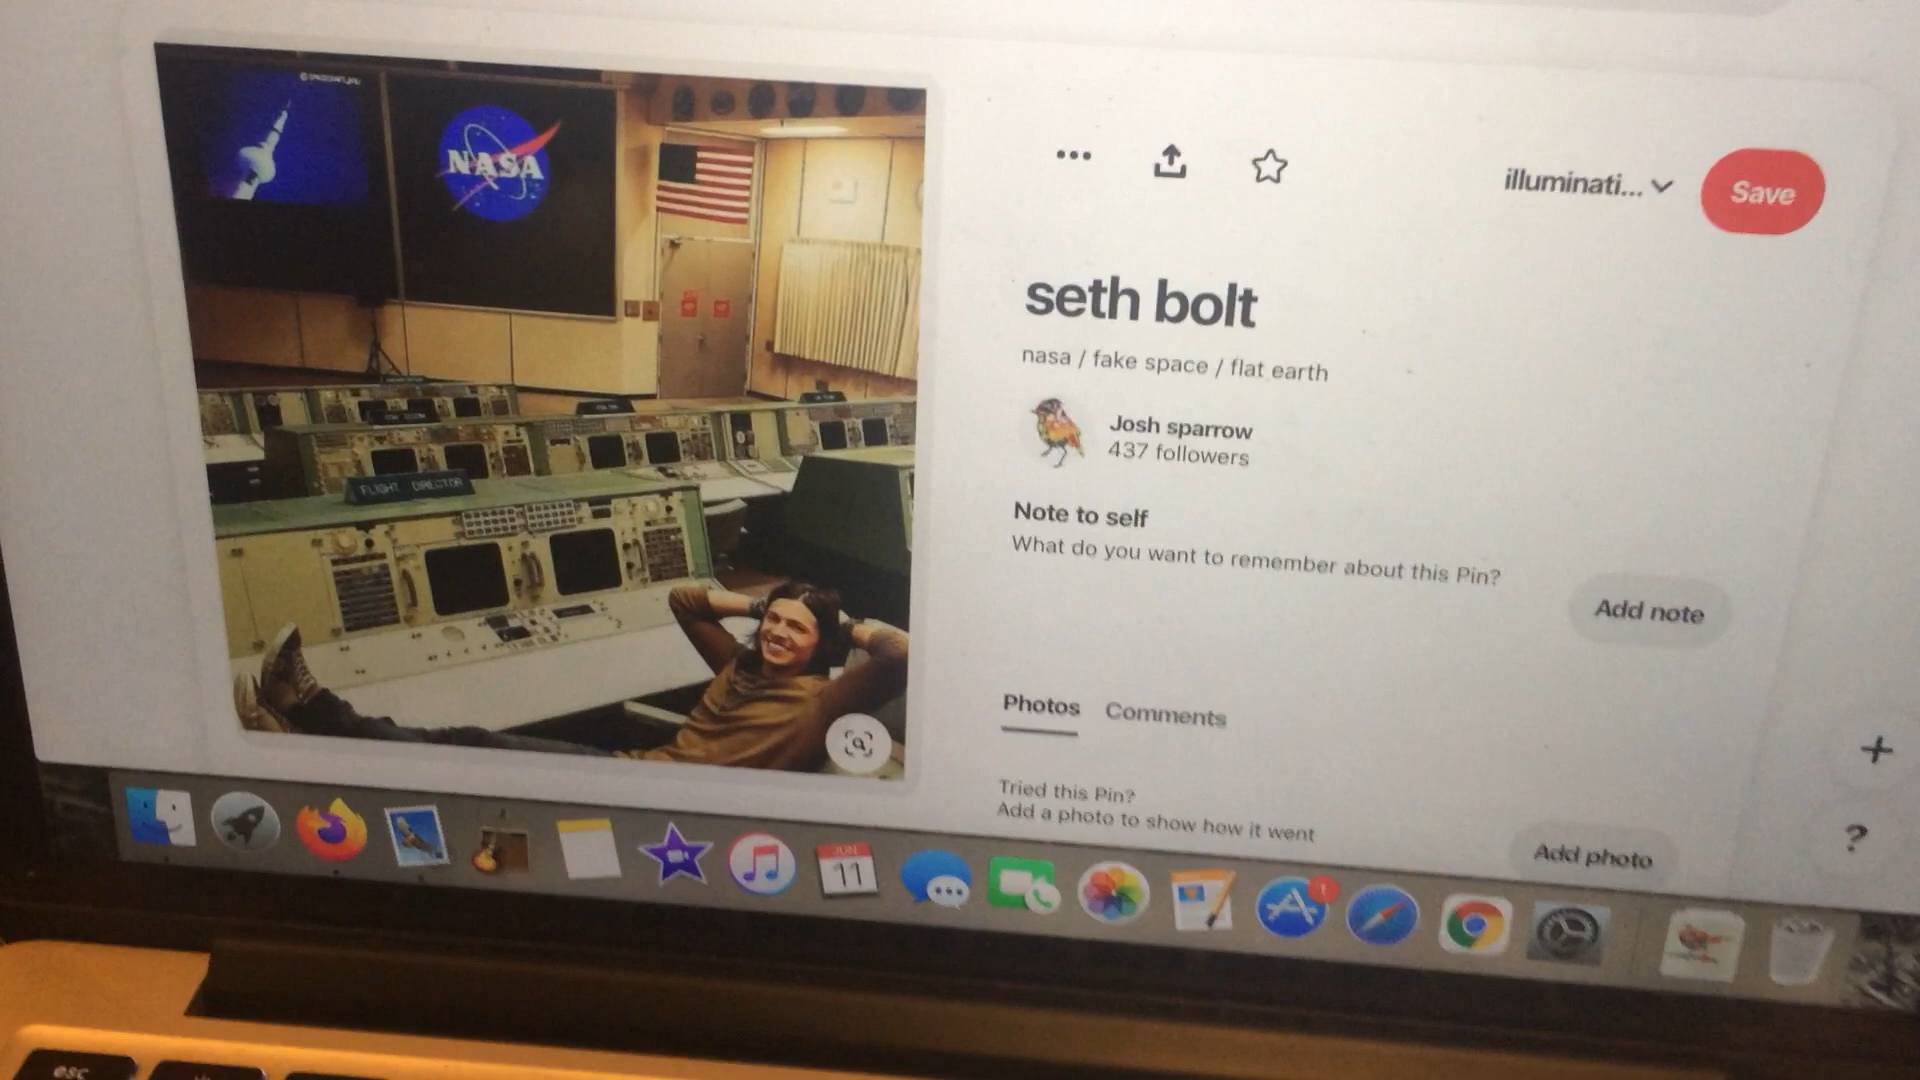 NASA
FLIGHT DIRECTOR
illuminati...
Save
seth bolt
nasa / fake space / flat earth
Josh sparrow
437 followers
Note to self
What do you want to remember about this Pin?
Add note
Photos Comments
Tried this Pin?
Add a photo to show how it went
Add photo
+
?
JUN
11
esc